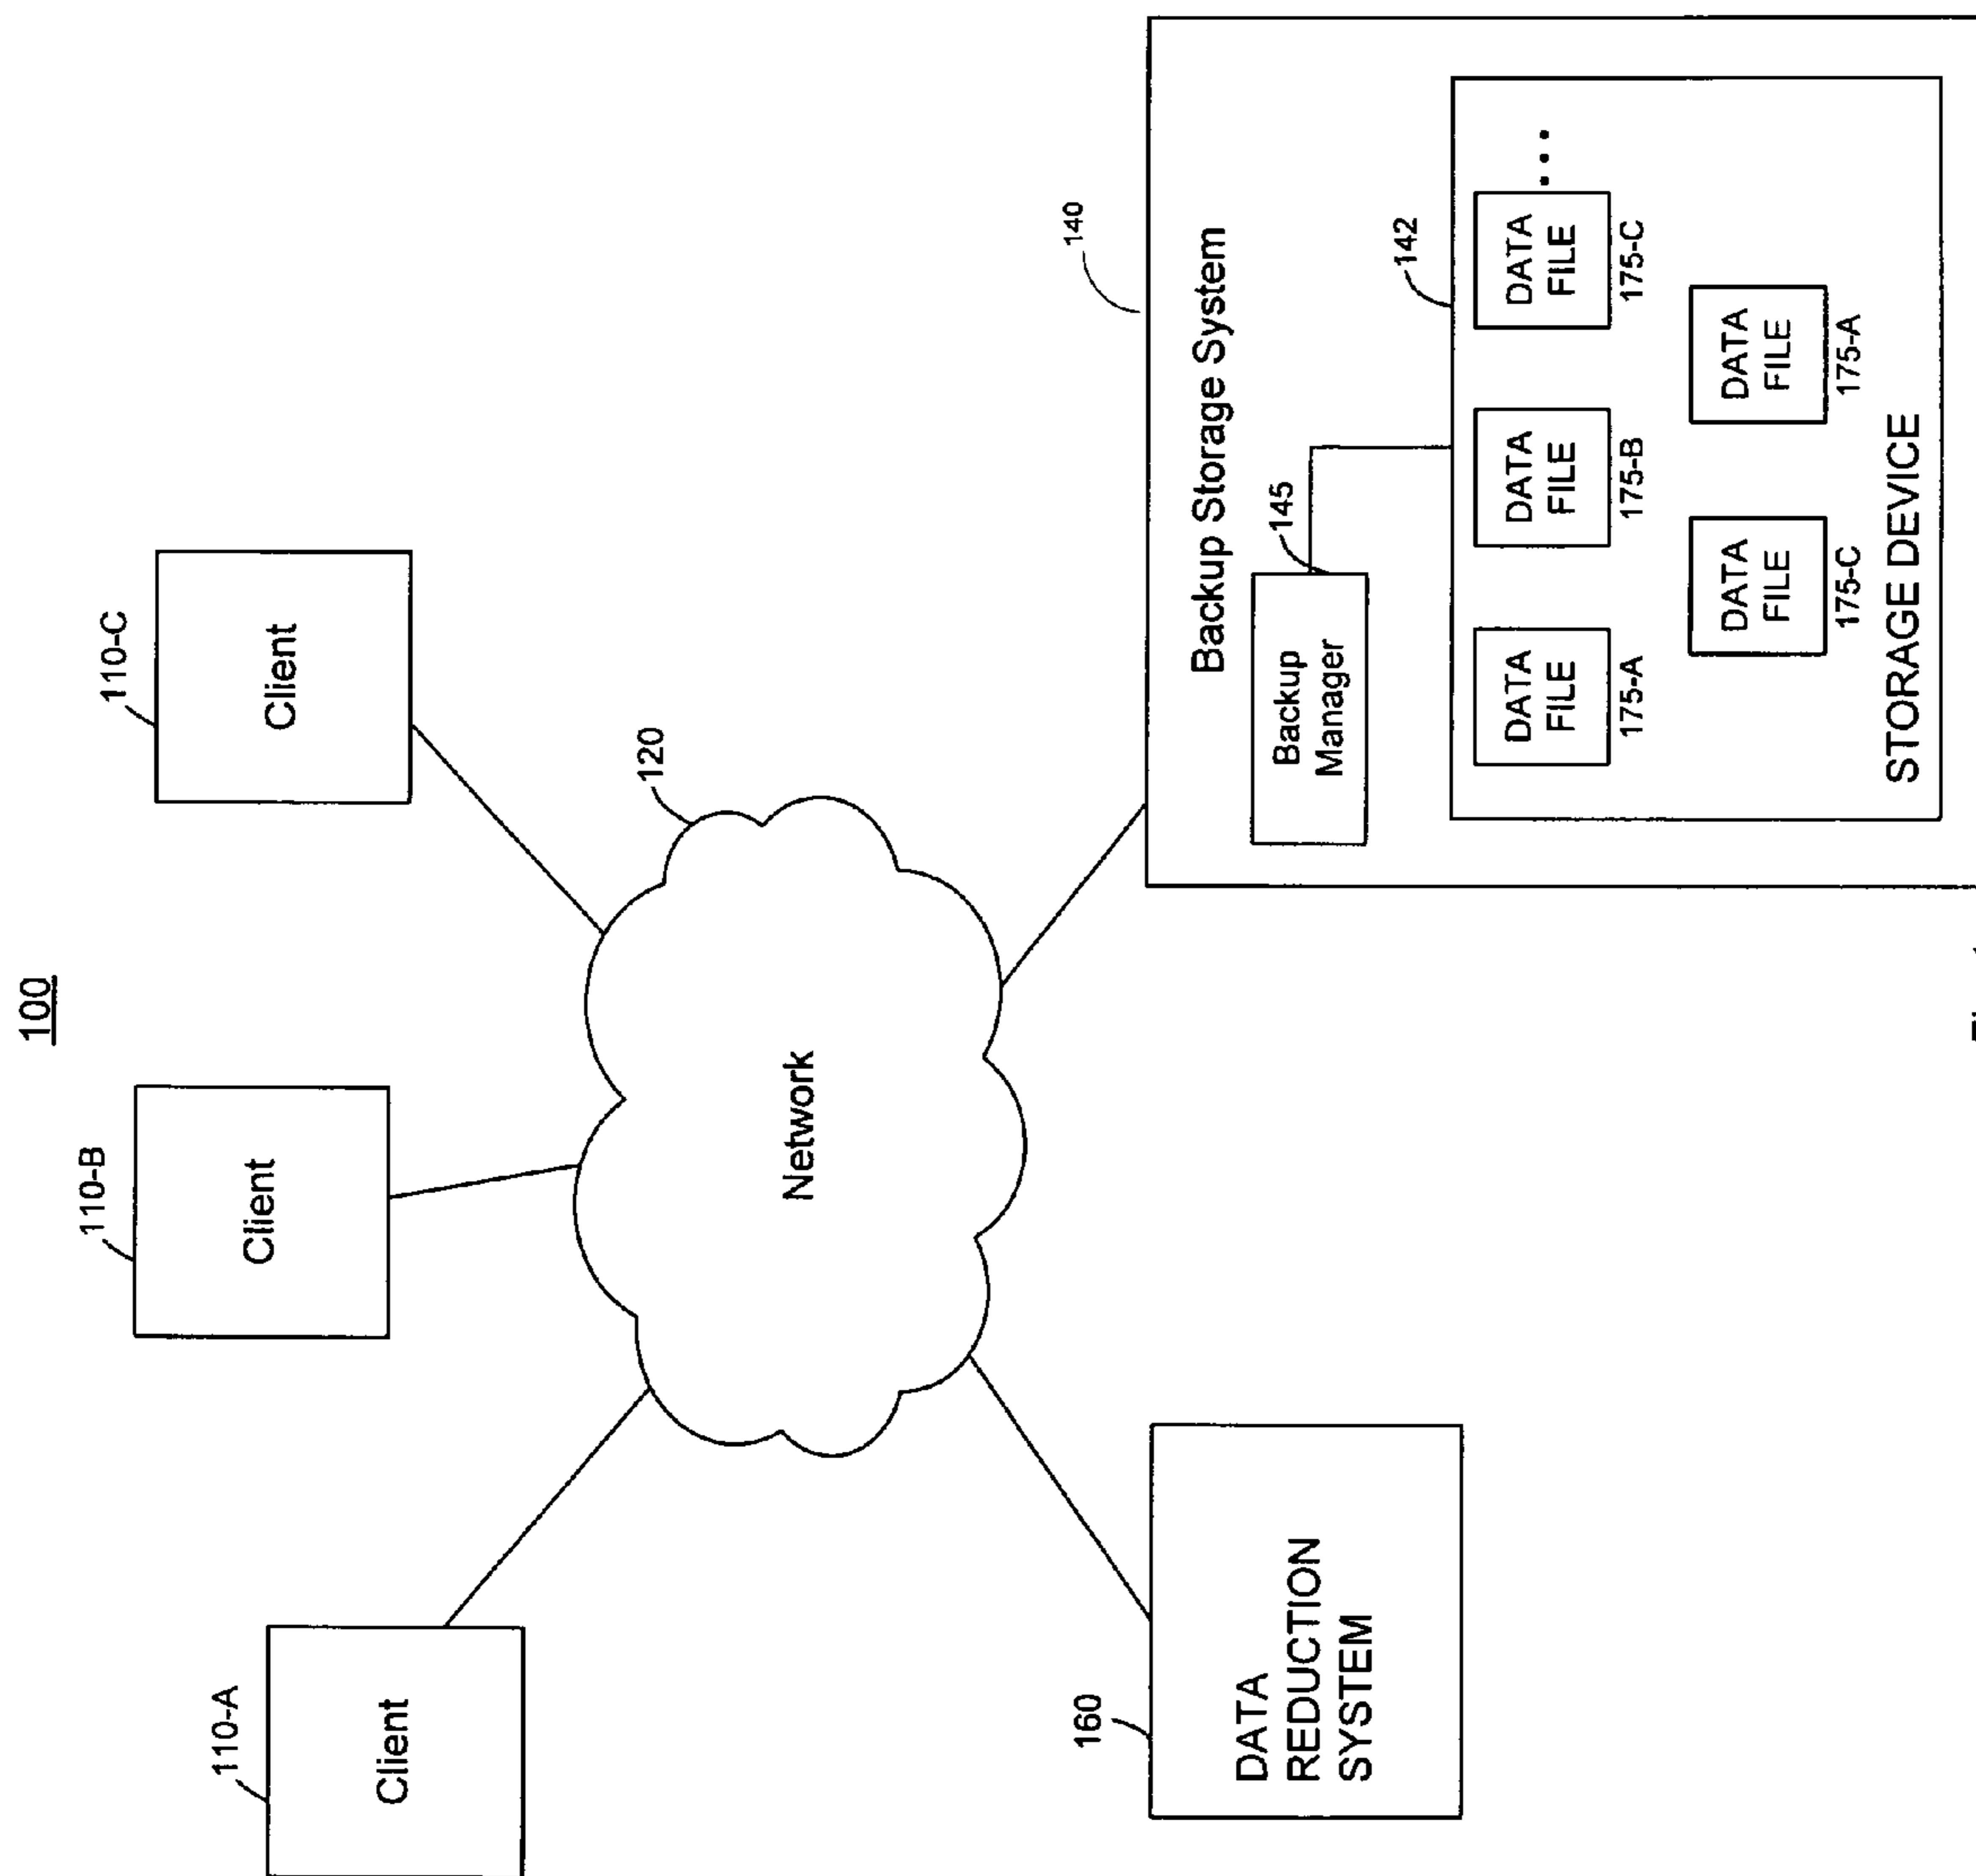 100
110-A
Client
110-B
Client
110-C
Client
120
Network
160
DATA
REDUCTION
SYSTEM
140
Backup Storage System
145
Backup
Manager
142
DATA
FILE
175-A
DATA
FILE
175-B
DATA
FILE
175-C
...
DATA
FILE
175-C
DATA
FILE
175-A
STORAGE DEVICE